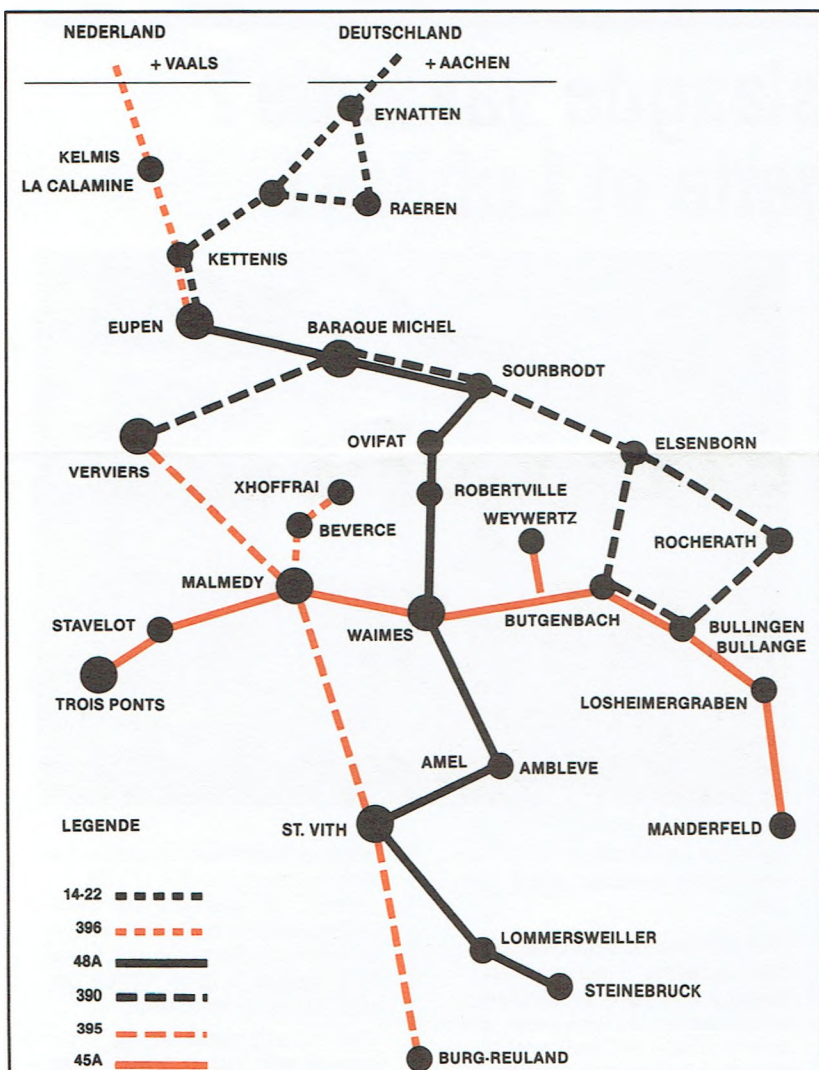 NEDERLAND
+ VAALS
DEUTSCHLAND
+ AACHEN
EYNATTEN
KELMIS
LA CALAMINE
RAEREN
KETTENIS
EUPEN
BARAQUE MICHEL
SOURBRODT
OVIFAT
ELSENBORN
VERVIERS
XHOFFRAI
ROBERTVILLE
WEYWERTZ
BEVERCE
ROCHERATH
MALMEDY
STAVELOT
WAIMES
BUTGENBACH
BULLINGEN
BULLANGE
TROIS PONTS
LOSHEIMERGRABEN
AMEL
AMBLEVE
LEGENDE
ST. VITH
MANDERFELD
14-22
396
48A
390
395
45A
LOMMERSWEILLER
STEINEBRUCK
BURG-REULAND